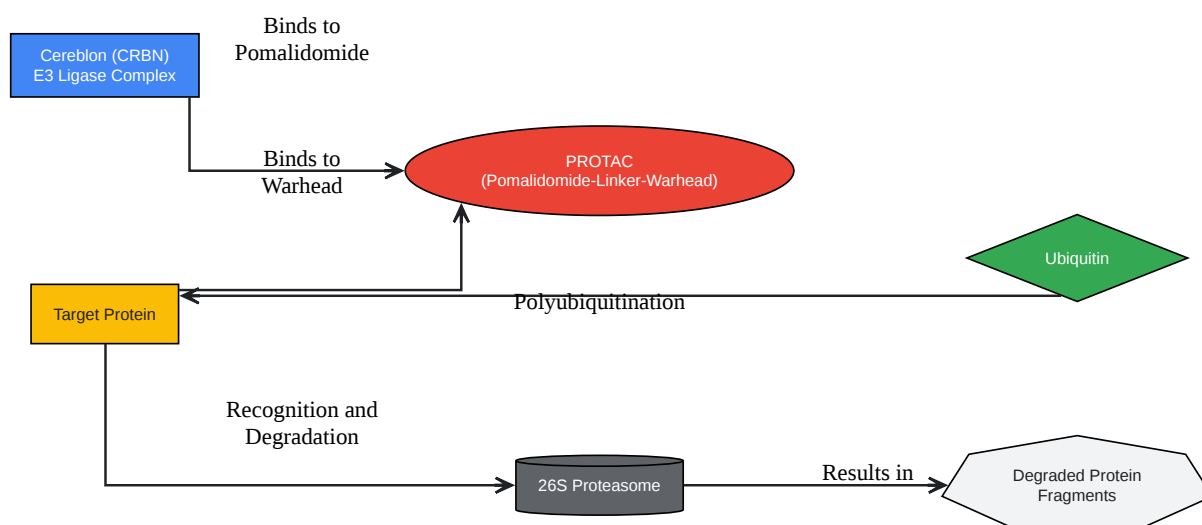 Binds to
Pomalidomide
Cereblon (CRBN)
E3 Ligase Complex
Binds to
Warhead
PROTAC
(Pomalidomide-Linker-Warhead)
Ubiquitin
Polyubiquitination
Target Protein
Recognition and
Degradation
26S Proteasome
Results in
Degraded Protein
Fragments